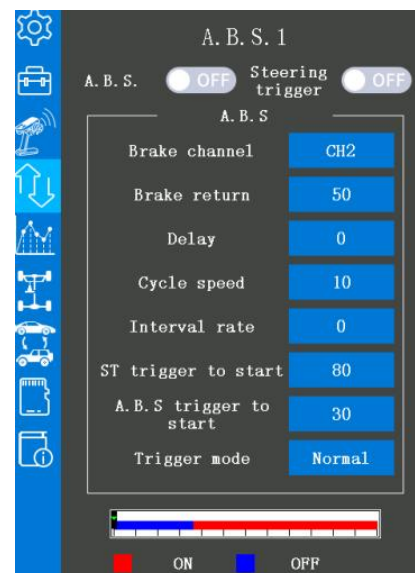 A.B.S.1
A.B.S. OFF Steering trigger OFF
A.B.S
Brake channel CH2
Brake return 50
Delay 0
Cycle speed 10
Interval rate 0
ST trigger to start 80
A.B.S trigger to
start 30
Trigger mode Normal
ON OFF